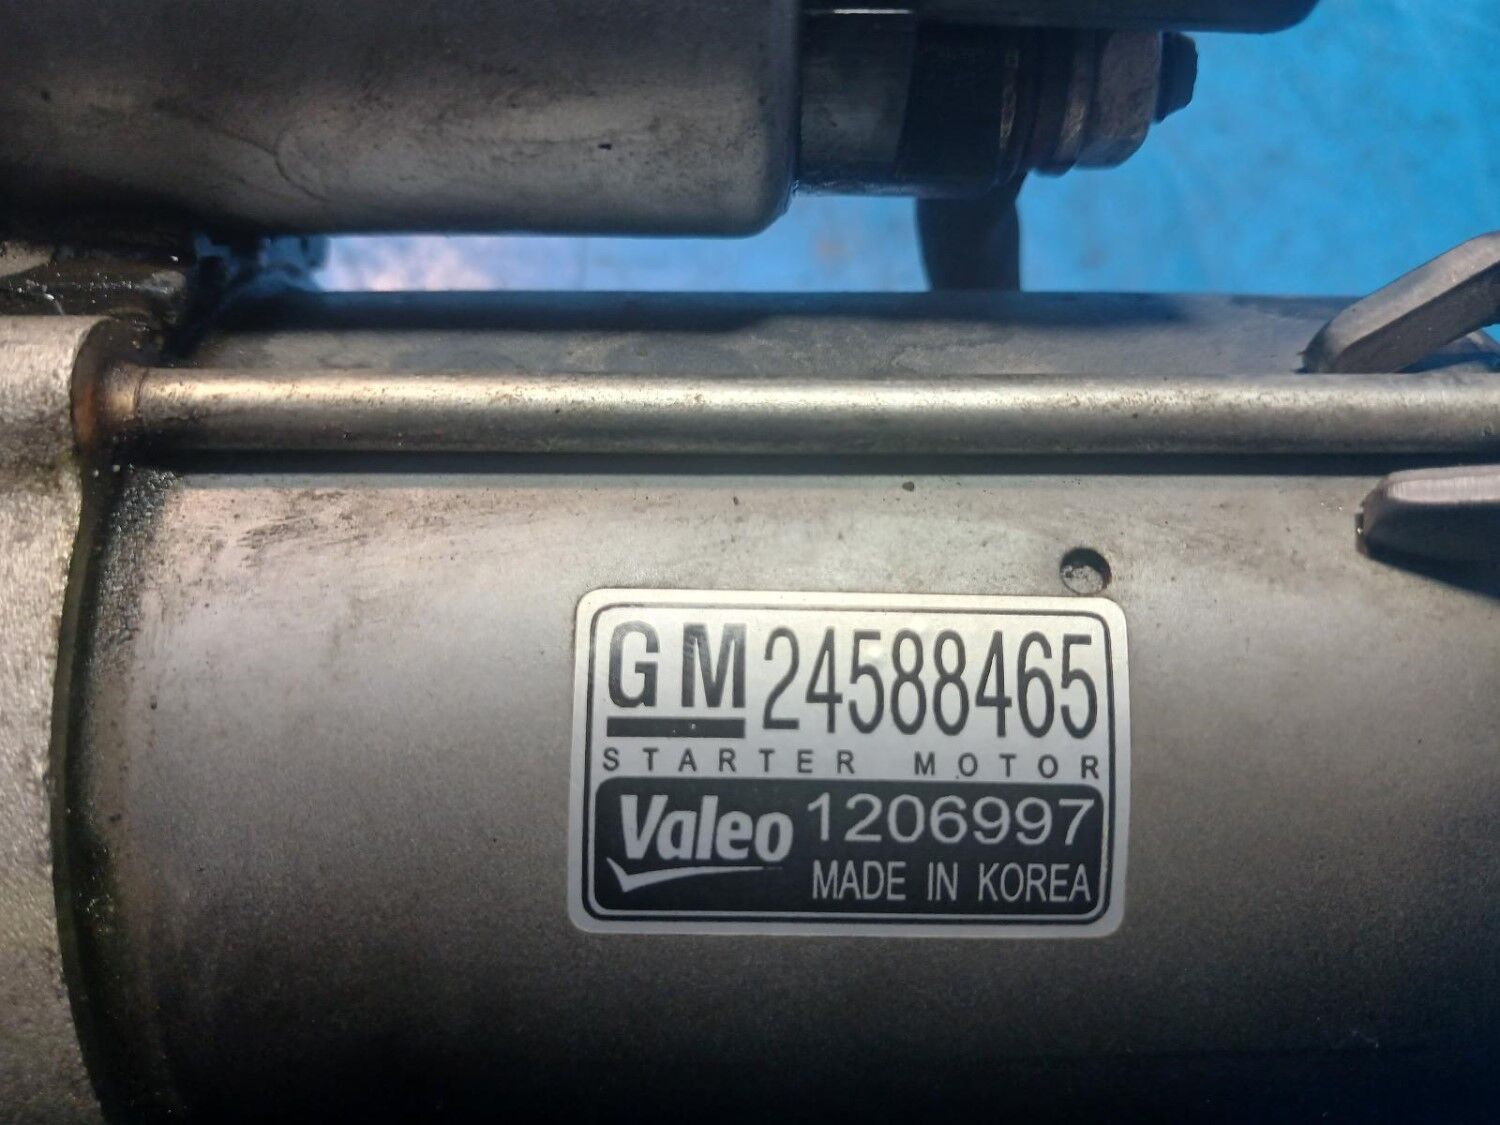 GM 24588465
STARTER MOTOR
Valeo 1206997
MADE IN KOREA